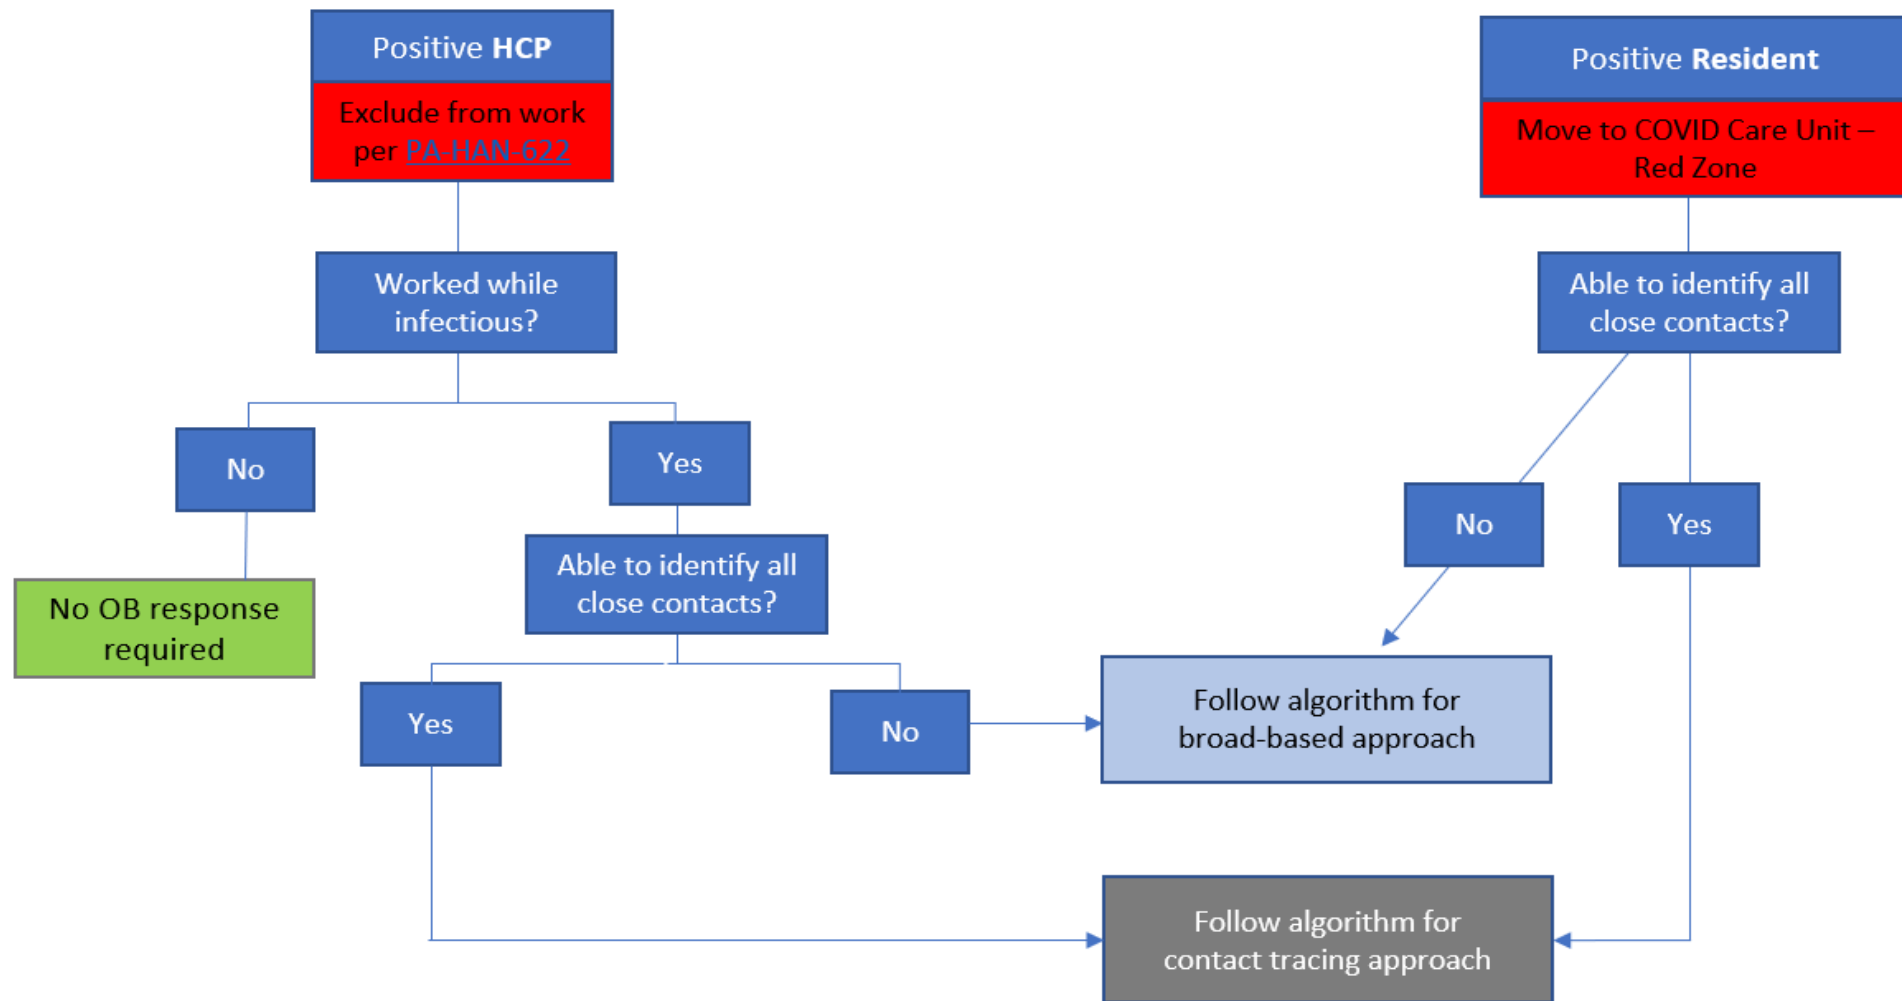 Positive HCP
Exclude from work
per PA-HAN-622
Worked while
infectious?
No
Yes
No OB response
required
Able to identify all
close contacts?
Yes
No
Positive Resident
Move to COVID Care Unit –
Red Zone
Able to identify all
close contacts?
No
Yes
Follow algorithm for
broad-based approach
Follow algorithm for
contact tracing approach